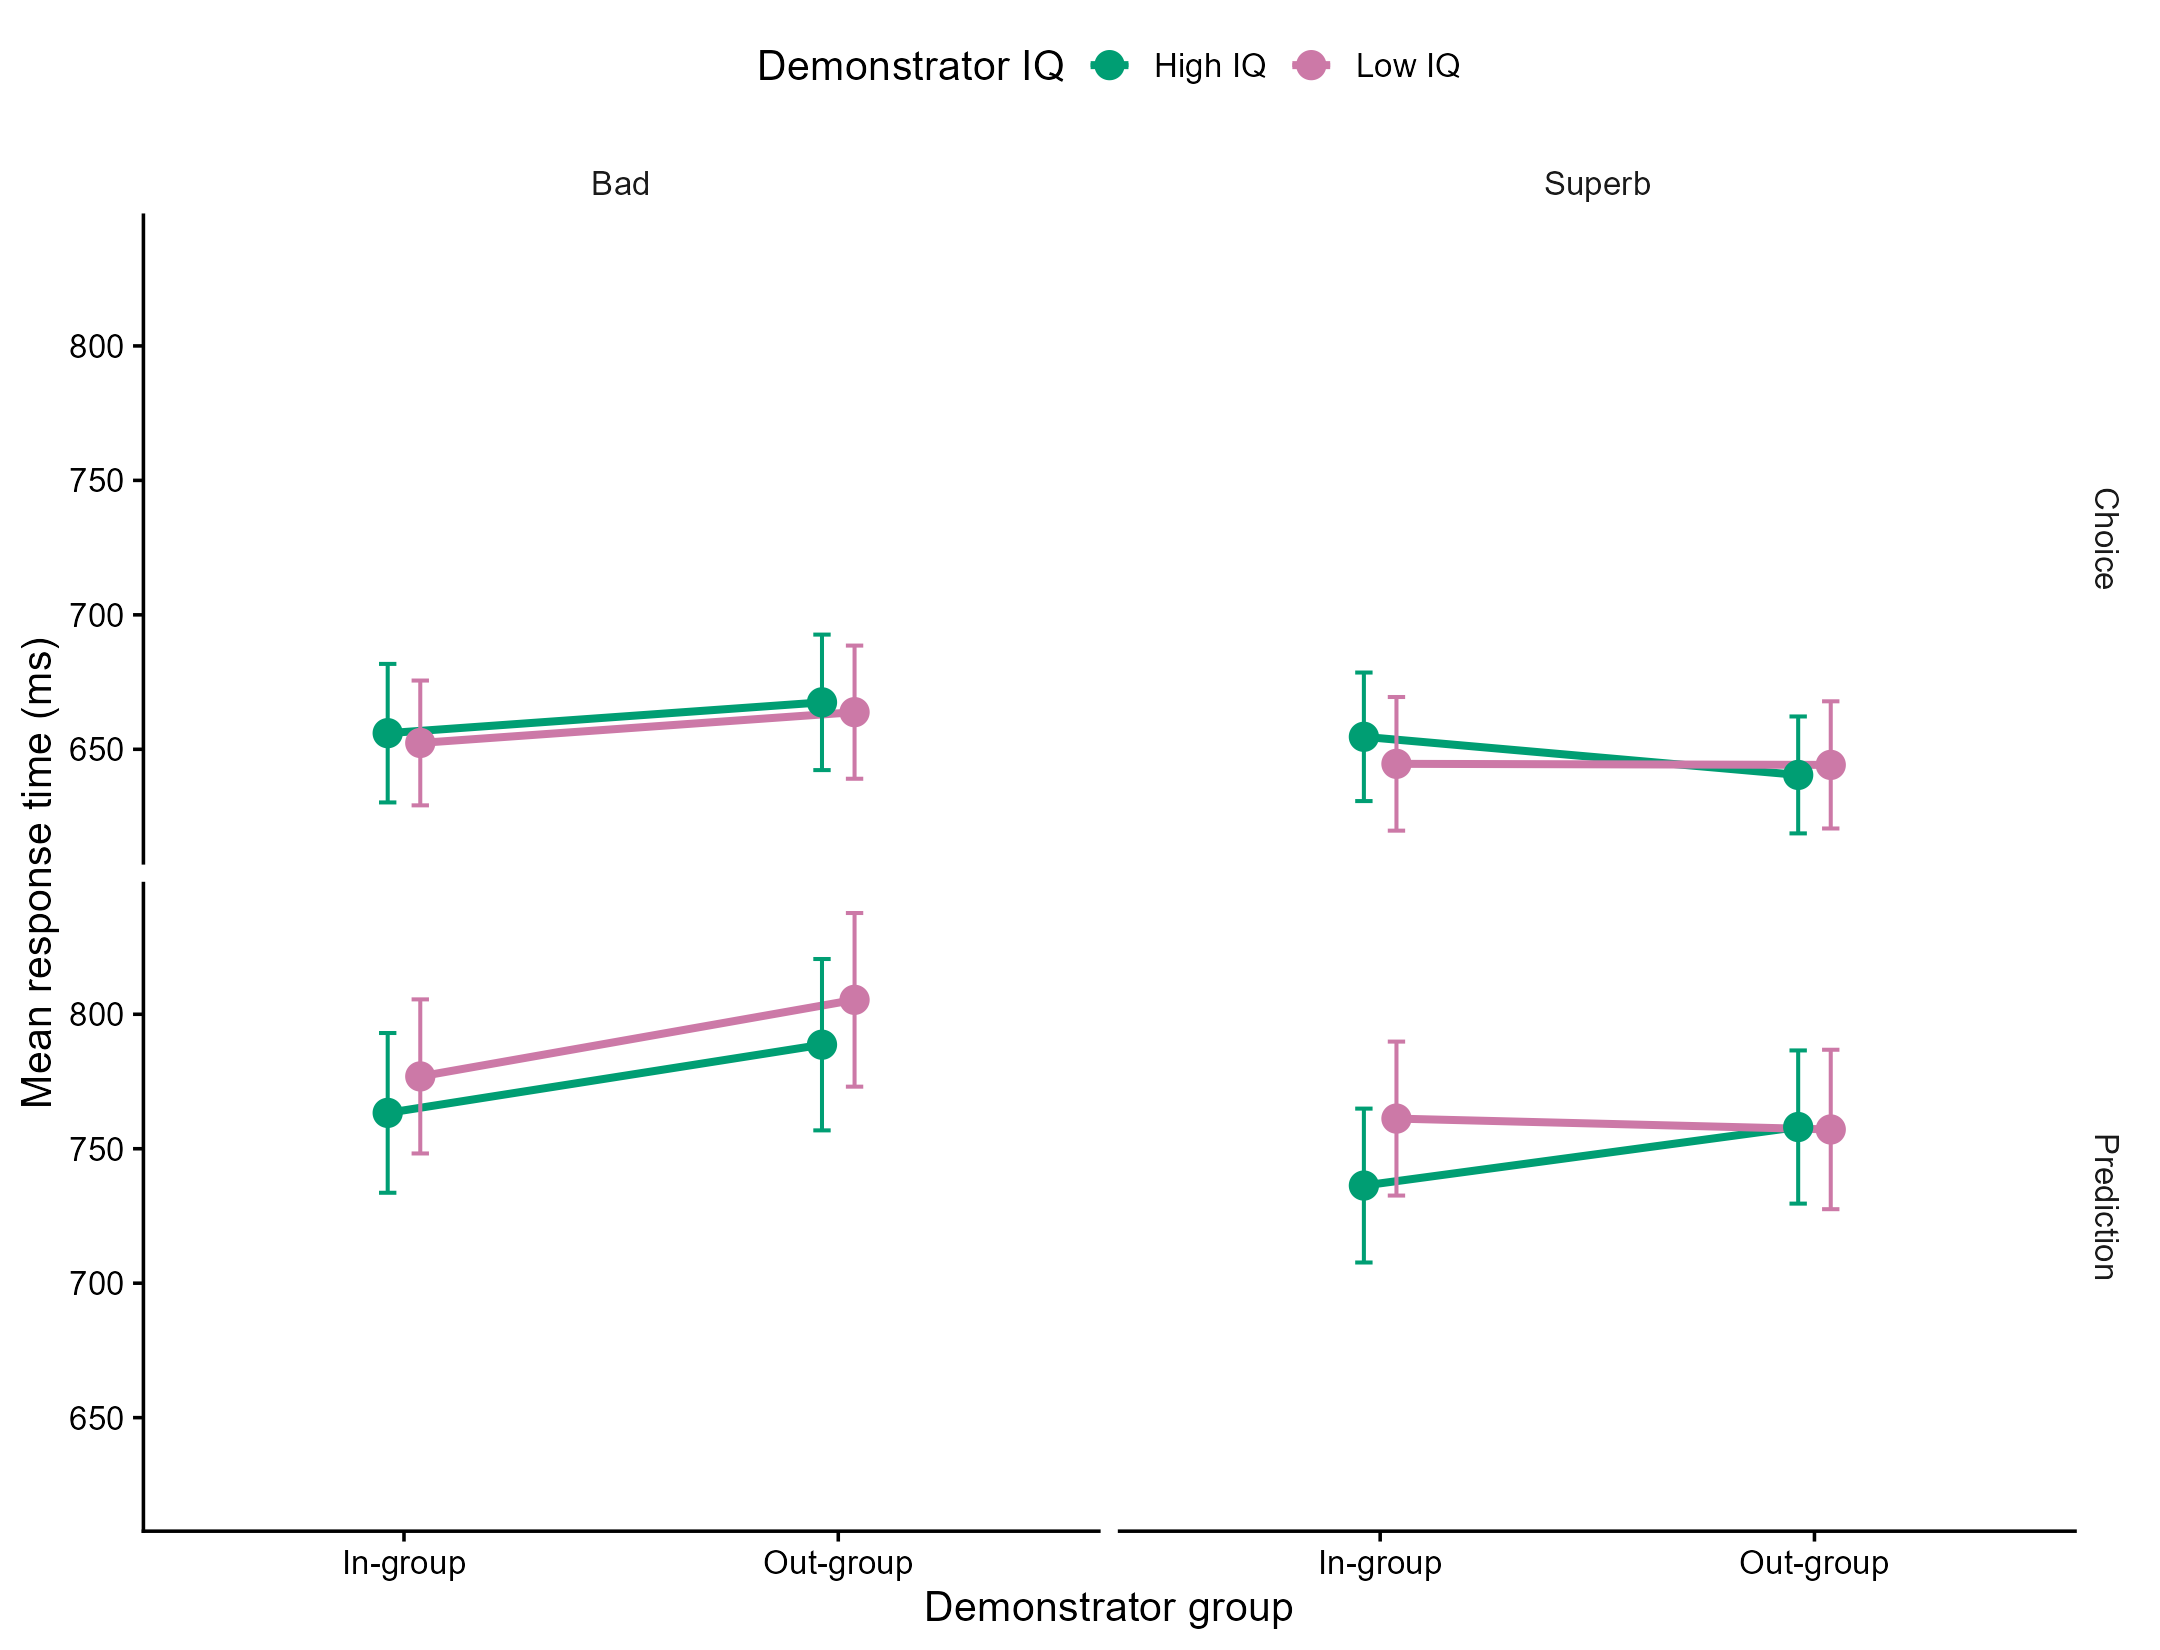 Demonstrator IQ High IQ Low IQ
Bad Superb
800
750
700
650
Choice
Mean response time (ms)
800
750
700
650
Prediction
In-group Out-group In-group Out-group
Demonstrator group